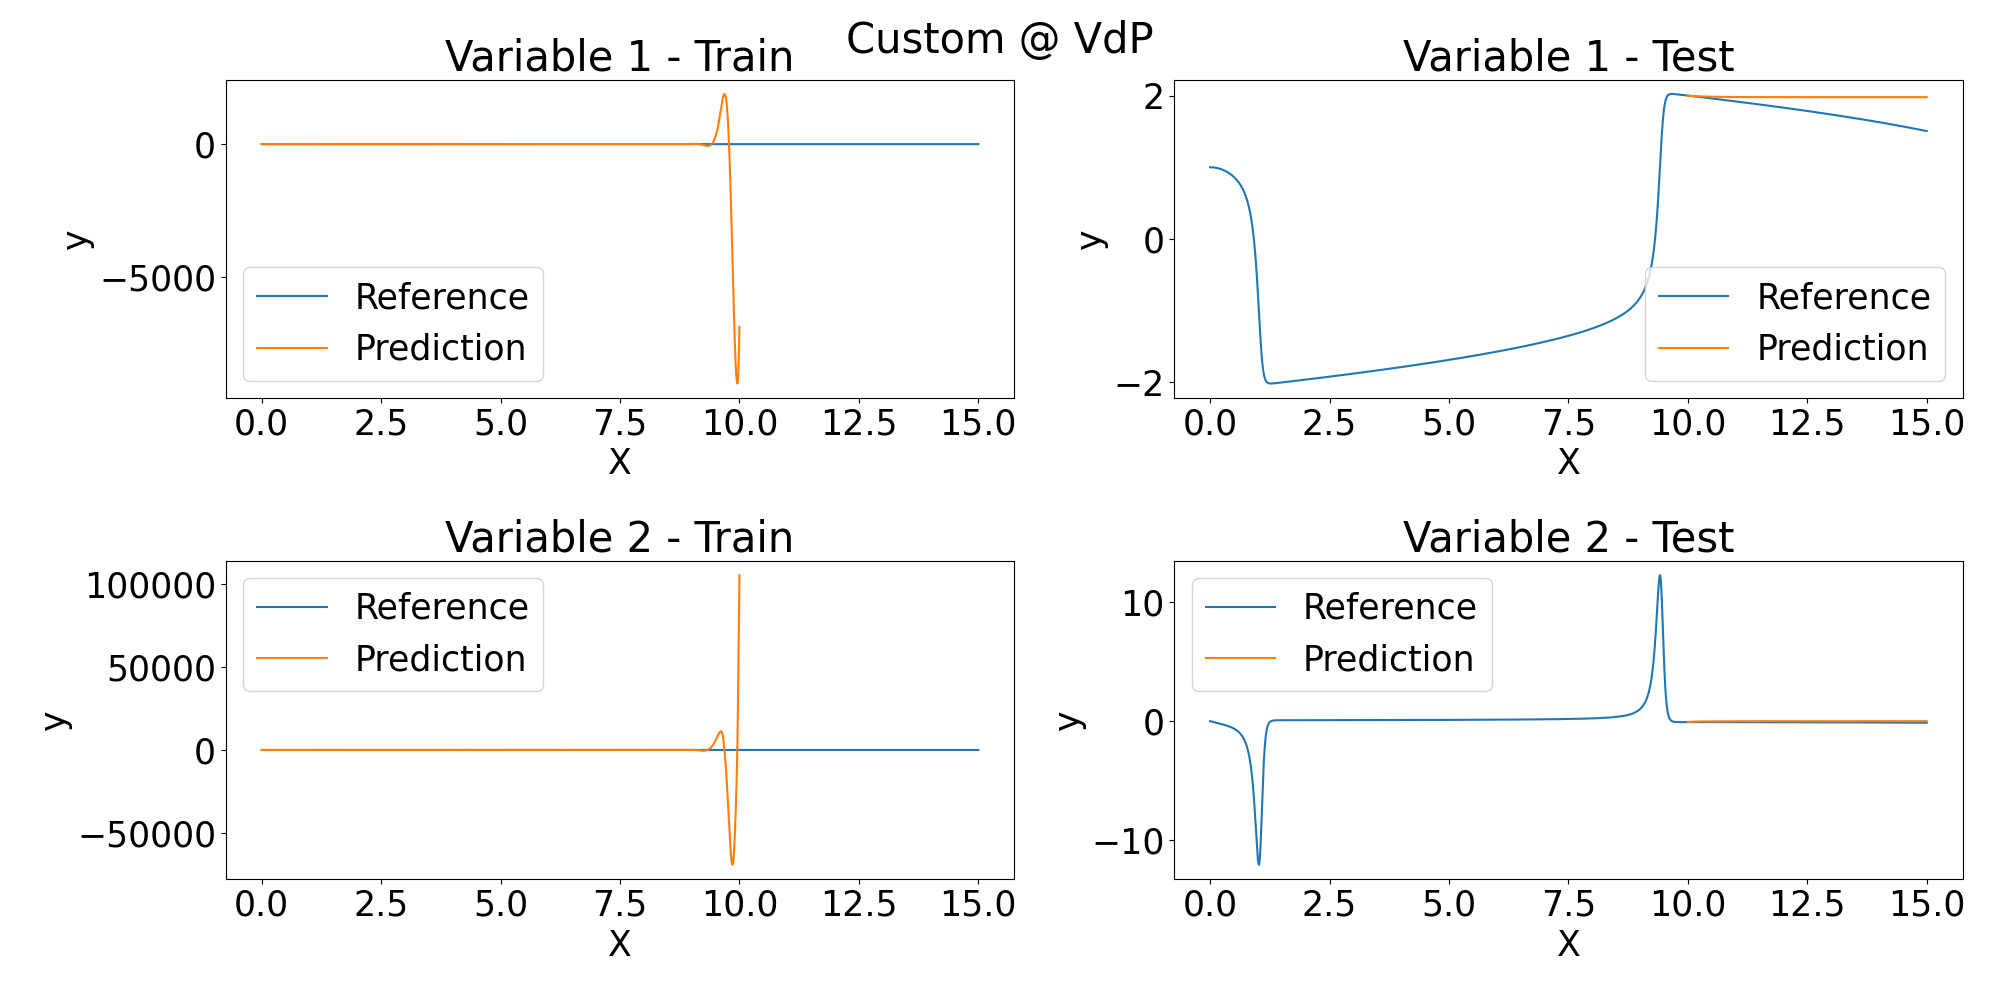 Custom @ VdP
Variable 1 - Train
0
−5000
y
Reference
Prediction
0.0 2.5 5.0 7.5 10.0 12.5 15.0
X
Variable 1 - Test
2
0
−2
y
Reference
Prediction
0.0 2.5 5.0 7.5 10.0 12.5 15.0
X
Variable 2 - Train
100000
50000
0
−50000
y
Reference
Prediction
0.0 2.5 5.0 7.5 10.0 12.5 15.0
X
Variable 2 - Test
10
0
−10
y
Reference
Prediction
0.0 2.5 5.0 7.5 10.0 12.5 15.0
X